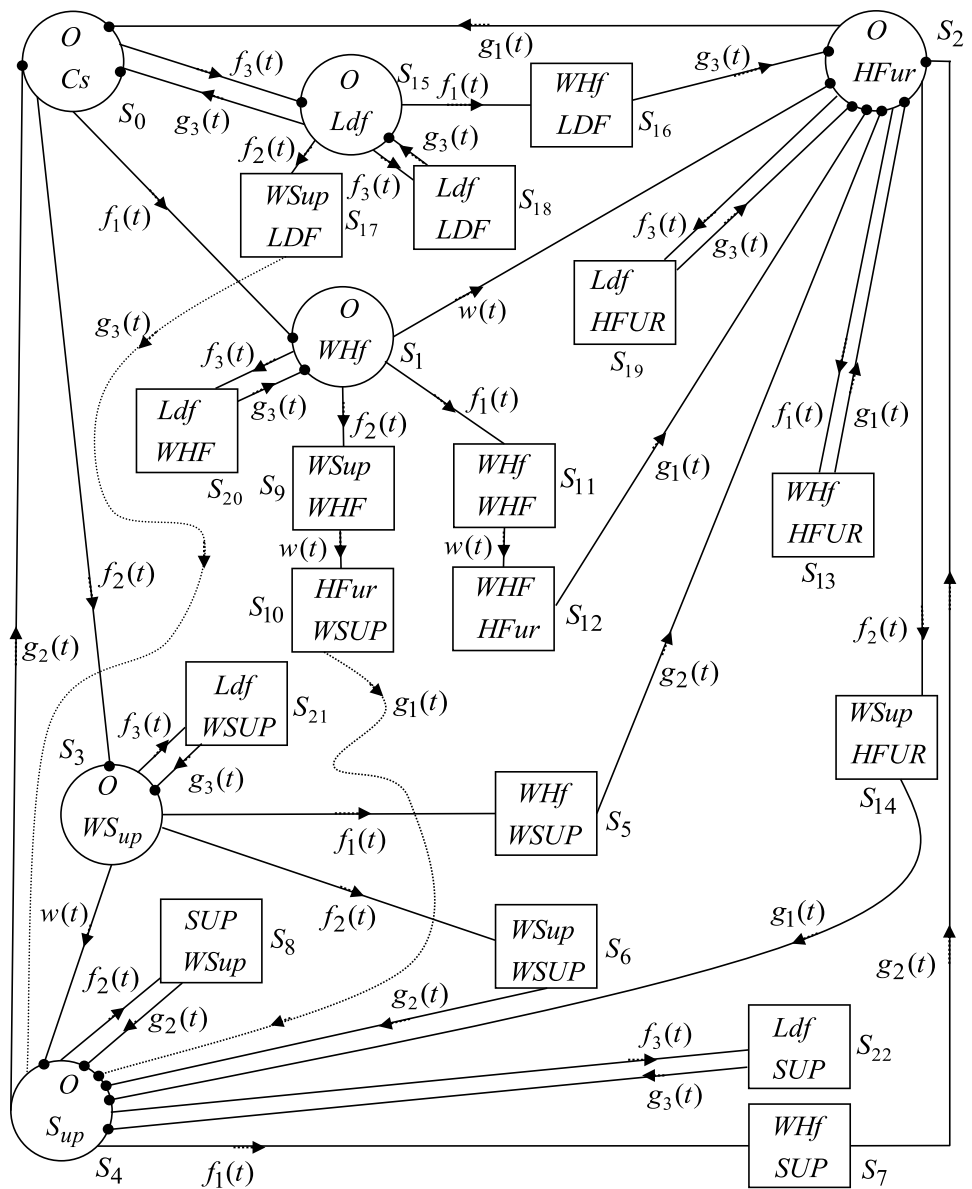 g₁(t)
S₂
O
Cs
S₀
f₃(t)
g₃(t)
O
Ldf
S₁₅
f₁(t)
WHf
LDF
S₁₆
g₃(t)
O
HFur
f₂(t)
f₃(t)
g₃(t)
WSup
LDF
S₁₇
Ldf
LDF
S₁₈
f₁(t)
g₃(t)
O
WHf
S₁
w(t)
f₃(t)
g₃(t)
Ldf
HFUR
S₁₉
f₃(t)
g₃(t)
Ldf
WHF
S₂₀
f₂(t)
f₁(t)
WSup
WHF
S₉
WHf
WHF
S₁₁
g₁(t)
f₁(t)
g₁(t)
WHf
HFUR
S₁₃
w(t)
w(t)
HFur
WSUP
S₁₀
WHF
HFur
S₁₂
f₂(t)
g₂(t)
f₂(t)
g₂(t)
g₁(t)
Ldf
WSUP
S₂₁
f₃(t)
g₃(t)
S₃
O
WSup
WSup
HFUR
S₁₄
WHf
WSUP
S₅
f₁(t)
f₂(t)
w(t)
SUP
WSup
S₈
WSup
WSUP
S₆
g₁(t)
g₂(t)
f₂(t)
g₂(t)
g₂(t)
O
Sup
S₄
f₃(t)
g₃(t)
Ldf
SUP
S₂₂
f₁(t)
WHf
SUP
S₇